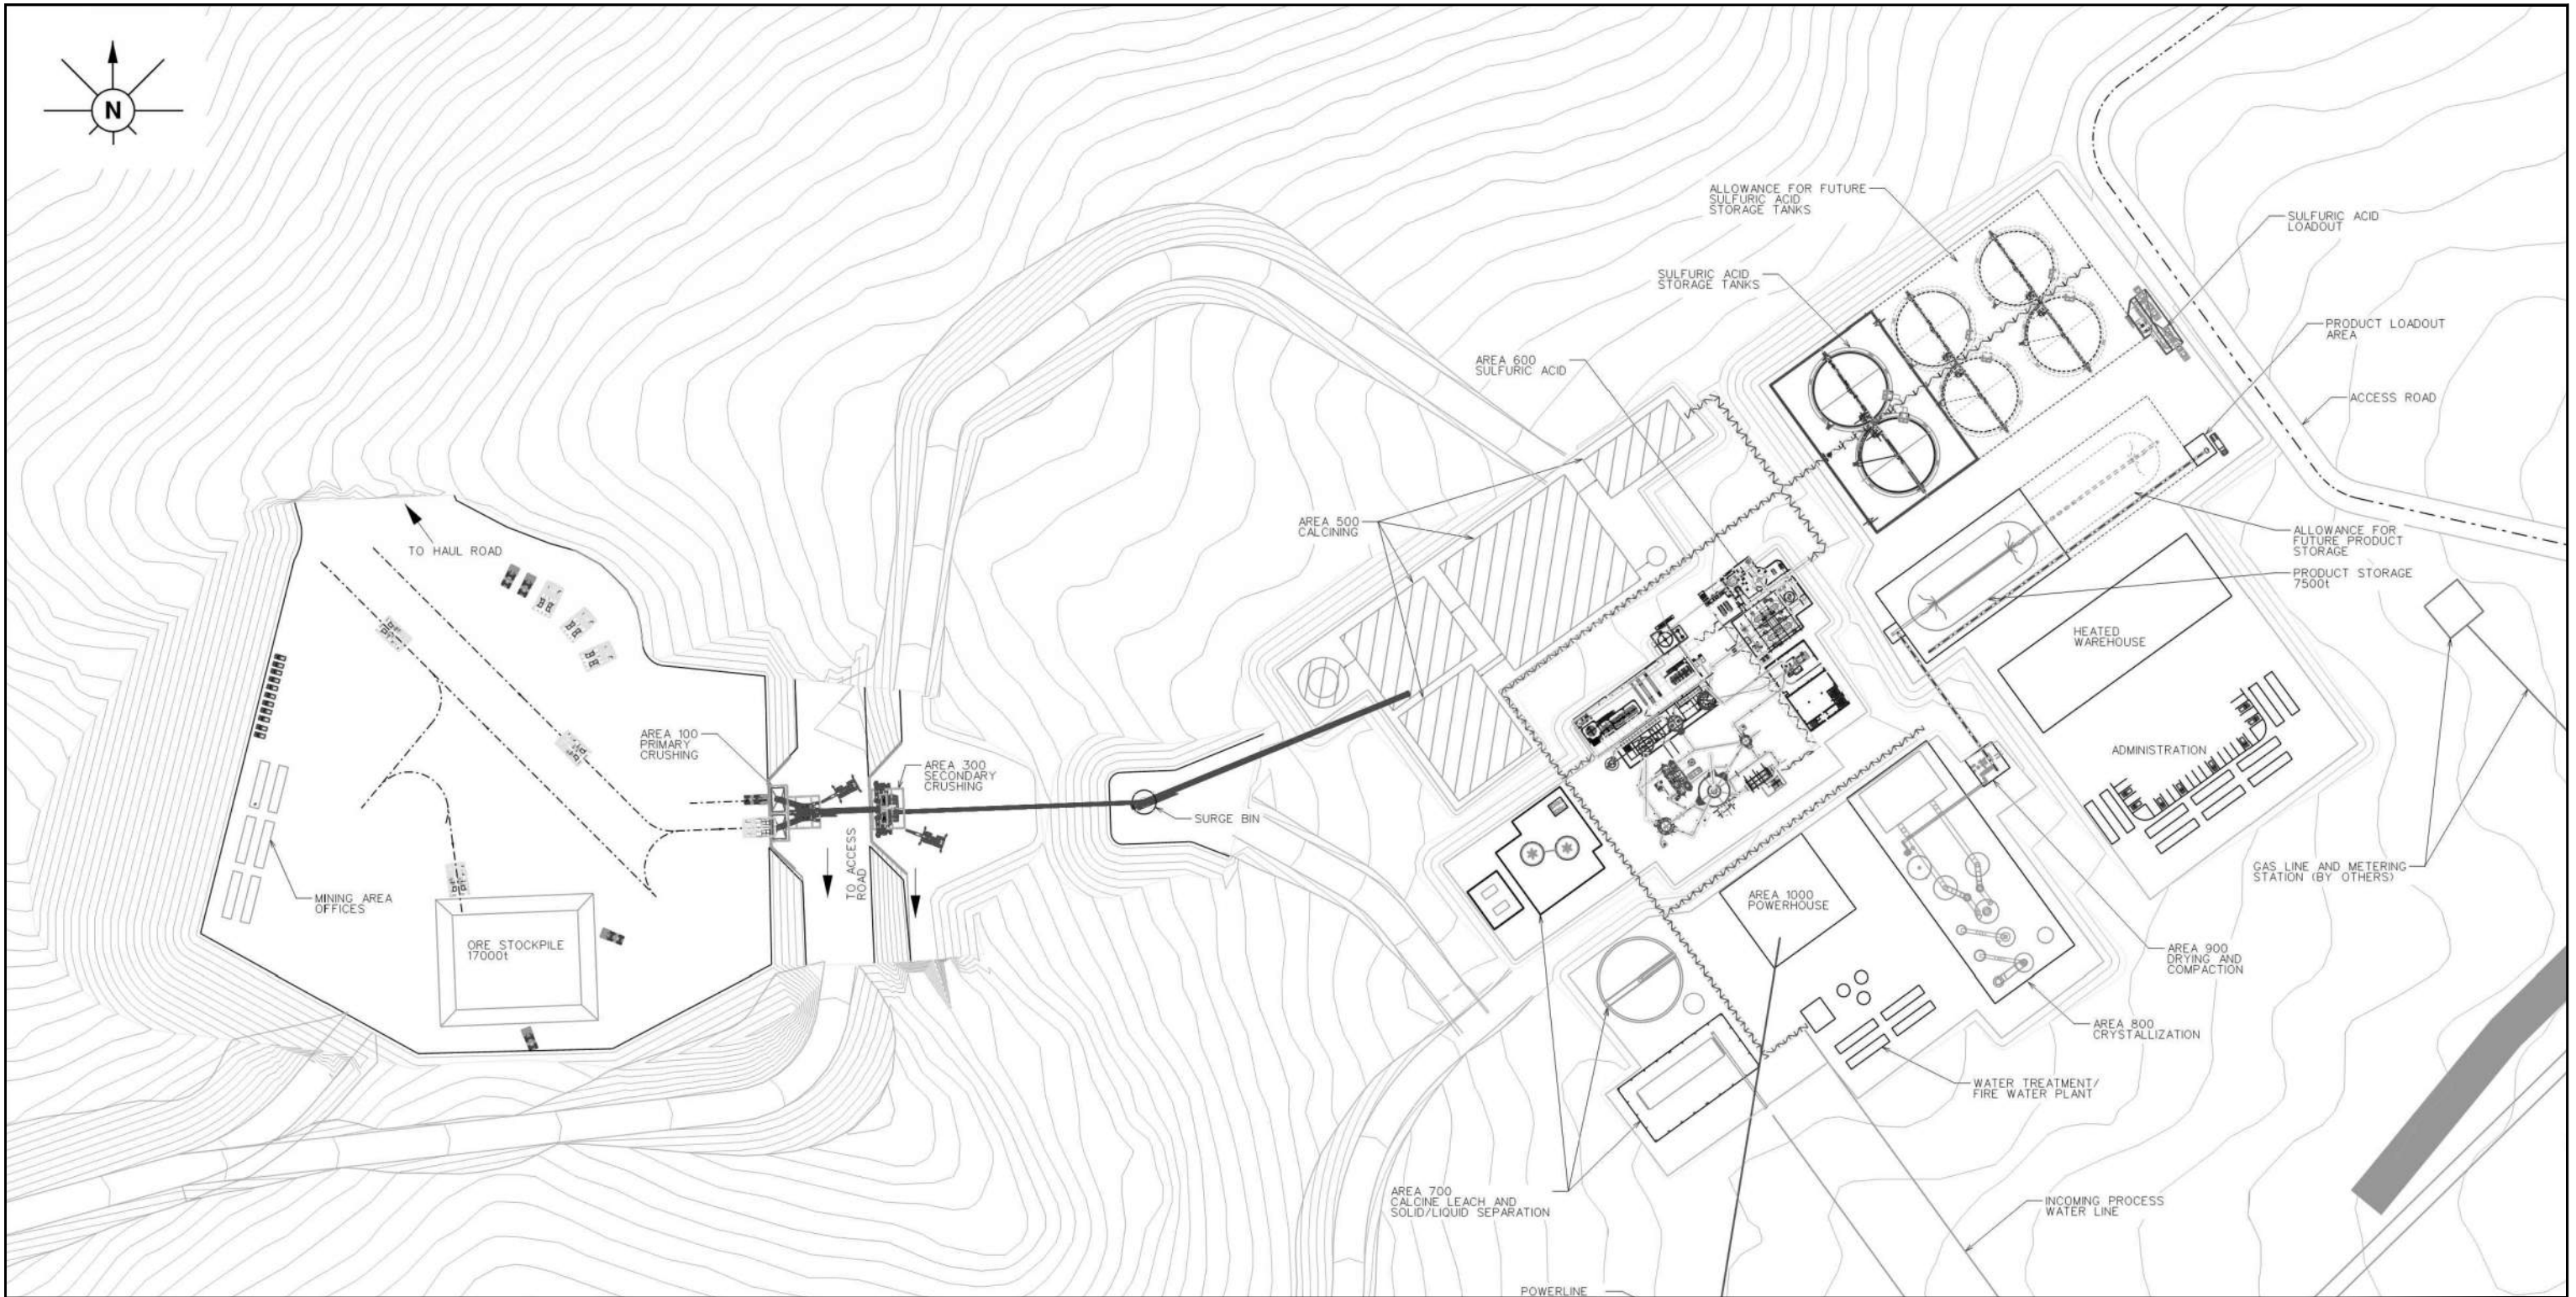 N
ALLOWANCE FOR FUTURE
SULFURIC ACID
STORAGE TANKS
SULFURIC ACID
LOADOUT
SULFURIC ACID
STORAGE TANKS
PRODUCT LOADOUT
AREA
AREA 600
SULFURIC ACID
ACCESS ROAD
AREA 500
CALCINING
ALLOWANCE FOR
FUTURE PRODUCT
STORAGE
TO HAUL ROAD
PRODUCT STORAGE
7500t
HEATED
WAREHOUSE
AREA 100
PRIMARY
CRUSHING
AREA 300
SECONDARY
CRUSHING
ADMINISTRATION
SURGE BIN
TO ACCESS
ROAD
GAS LINE AND METERING
STATION (BY OTHERS)
MINING AREA
OFFICES
AREA 1000
POWERHOUSE
ORE STOCKPILE
17000t
AREA 900
DRYING AND
COMPACTION
AREA 800
CRYSTALLIZATION
WATER TREATMENT/
FIRE WATER PLANT
AREA 700
CALCINE LEACH AND
SOLID/LIQUID SEPARATION
INCOMING PROCESS
WATER LINE
POWERLINE